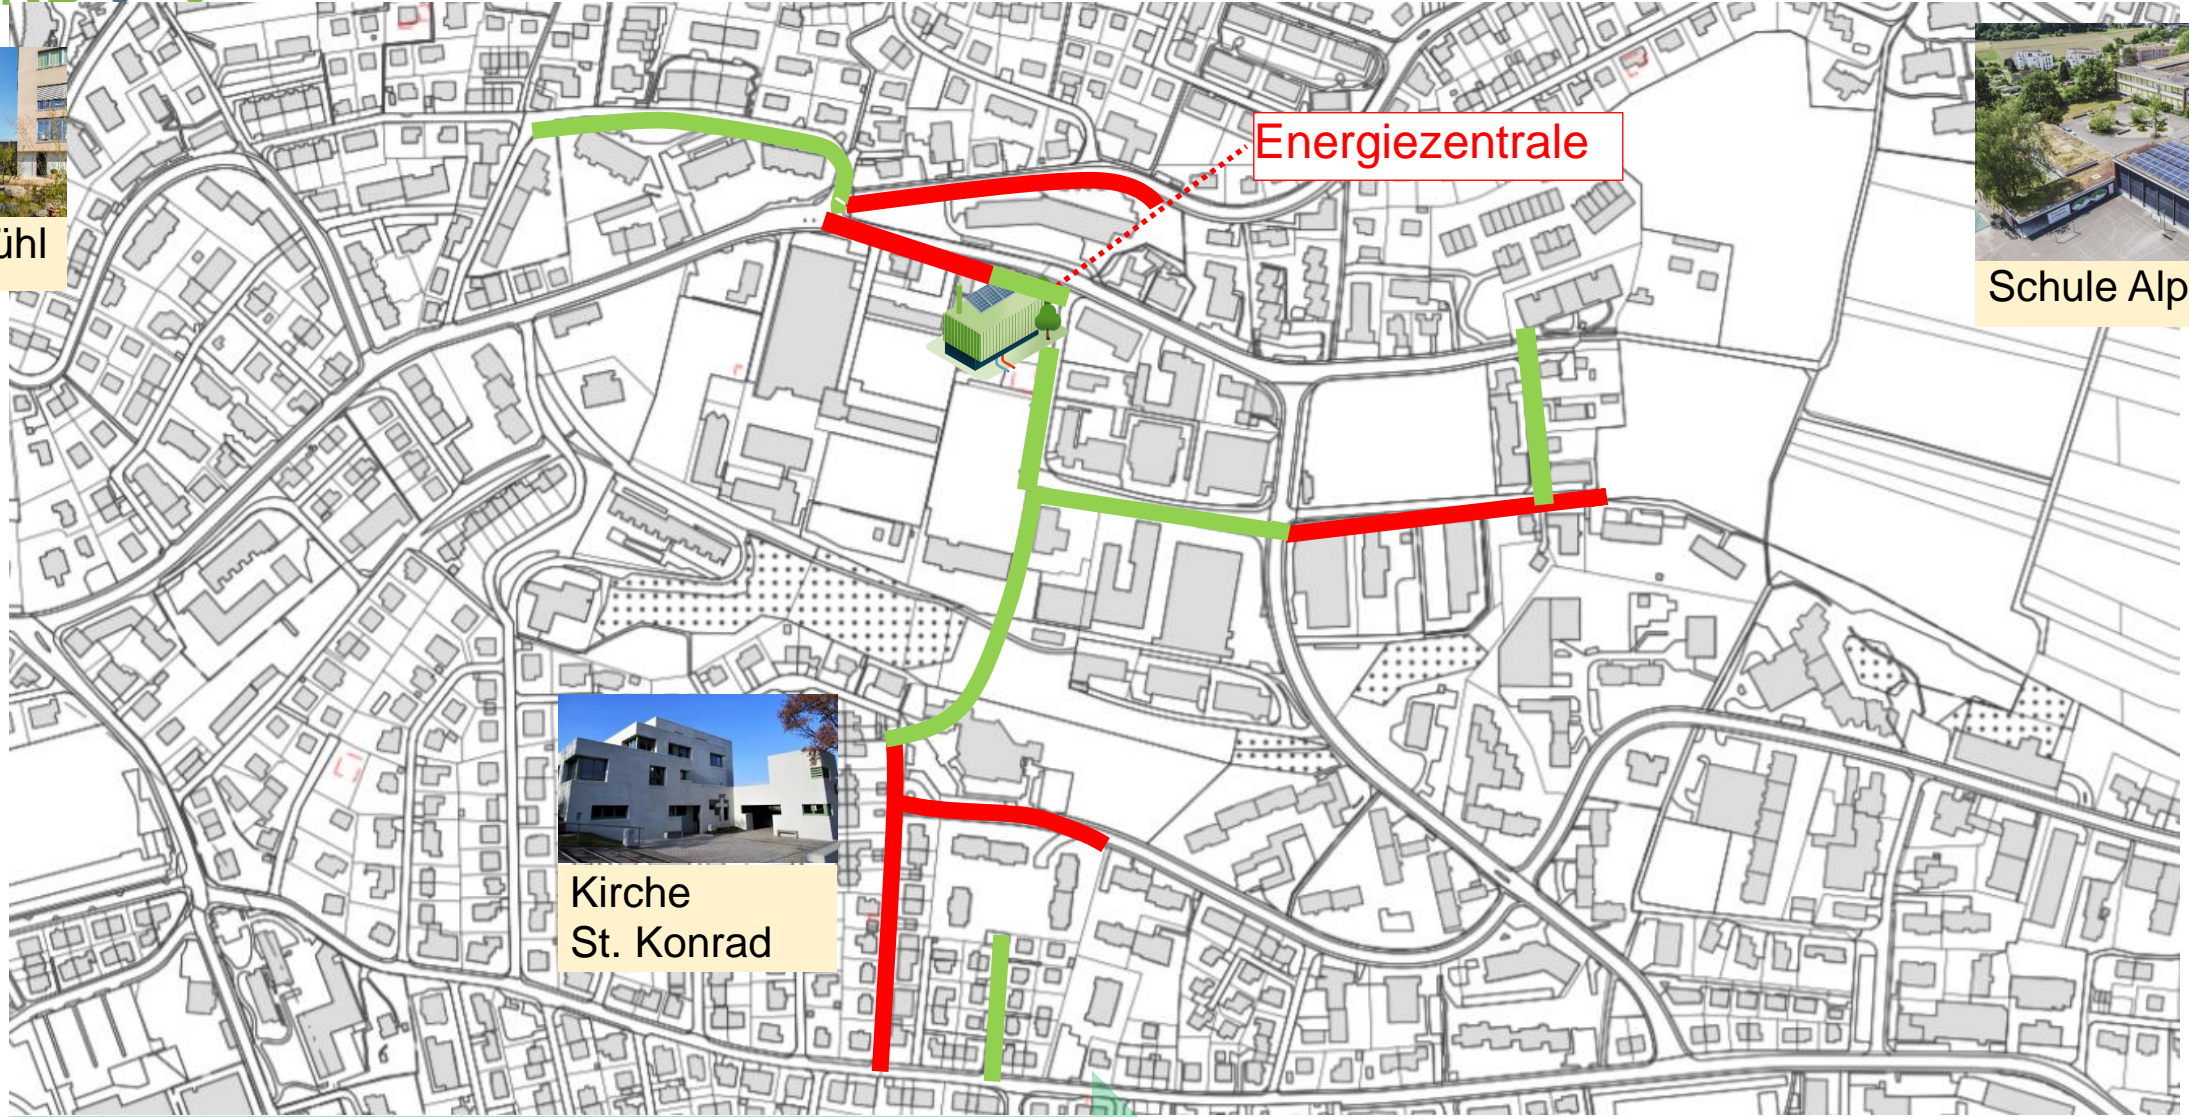 Energiezentrale
ühl
Schule Alp
Kirche
St. Konrad